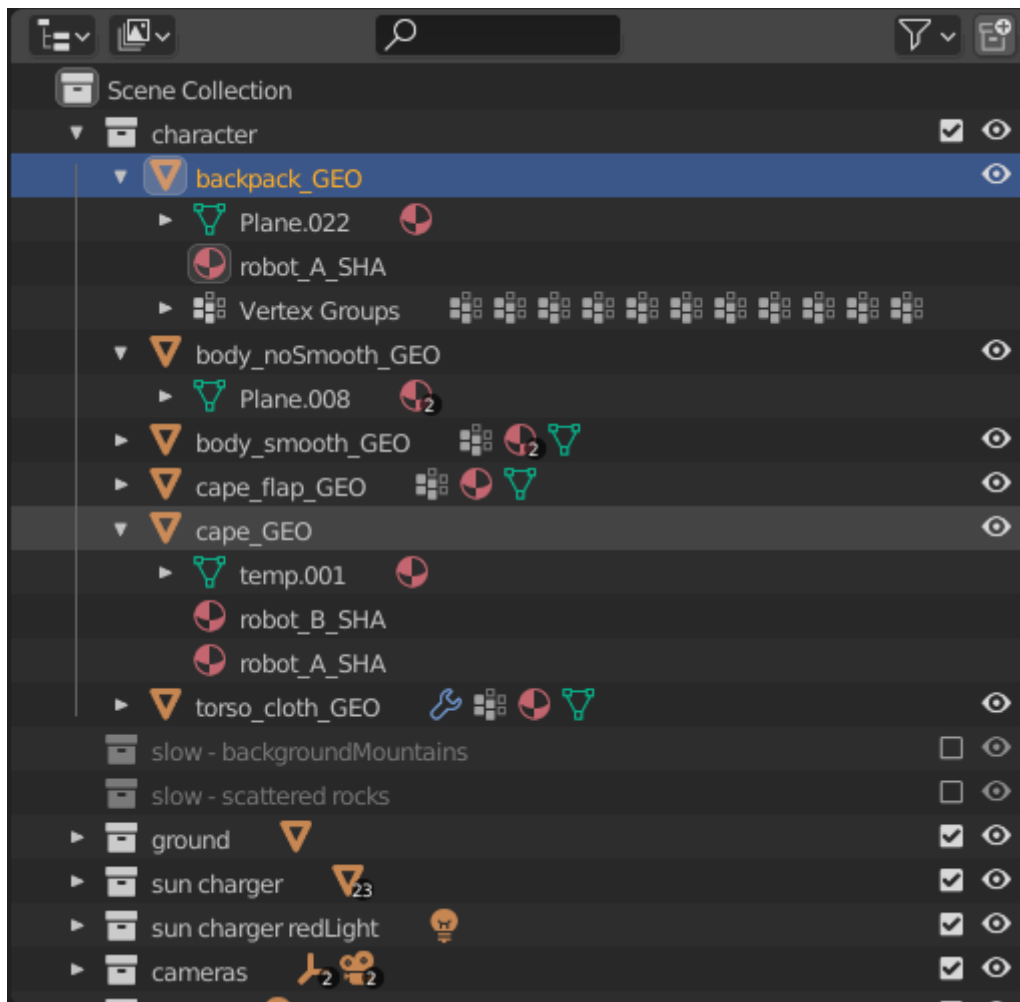 Scene Collection
character
backpack_GEO
Plane.022
robot_A_SHA
Vertex Groups
body_noSmooth_GEO
Plane.008 2
body_smooth_GEO 2
cape_flap_GEO
cape_GEO
temp.001
robot_B_SHA
robot_A_SHA
torso_cloth_GEO
slow - backgroundMountains
slow - scattered rocks
ground
sun charger 23
sun charger redLight
cameras 2 2